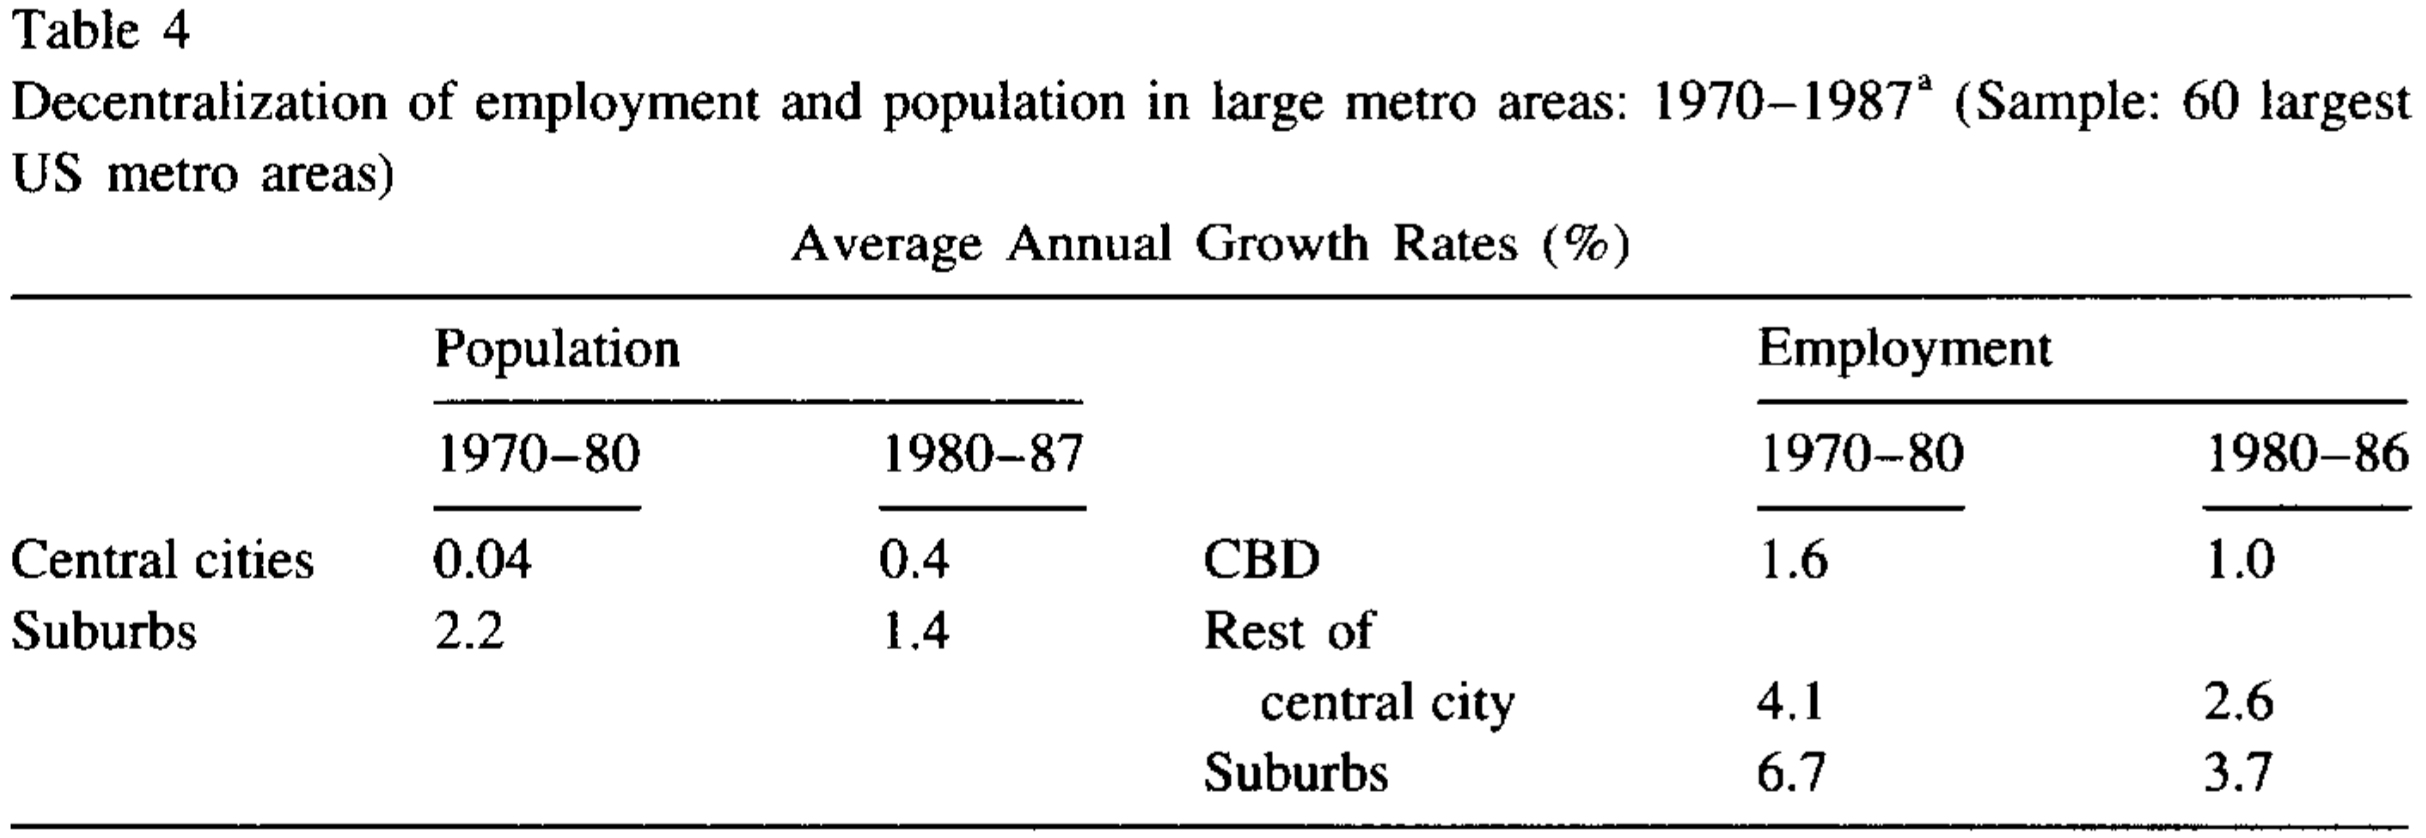 Table 4
Decentralization of employment and population in large metro areas: 1970–1987ᵃ (Sample: 60 largest
US metro areas)
Average Annual Growth Rates (%)
Population Employment
1970–80 1980–87 1970–80 1980–86
Central cities 0.04 0.4 CBD 1.6 1.0
Suburbs 2.2 1.4 Rest of
central city 4.1 2.6
Suburbs 6.7 3.7